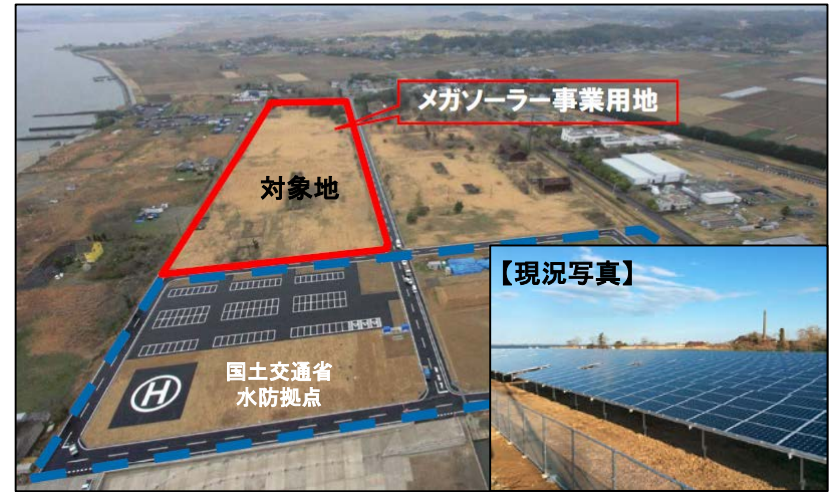 メガソーラー事業用地
対象地
【現況写真】
国土交通省
水防拠点
H